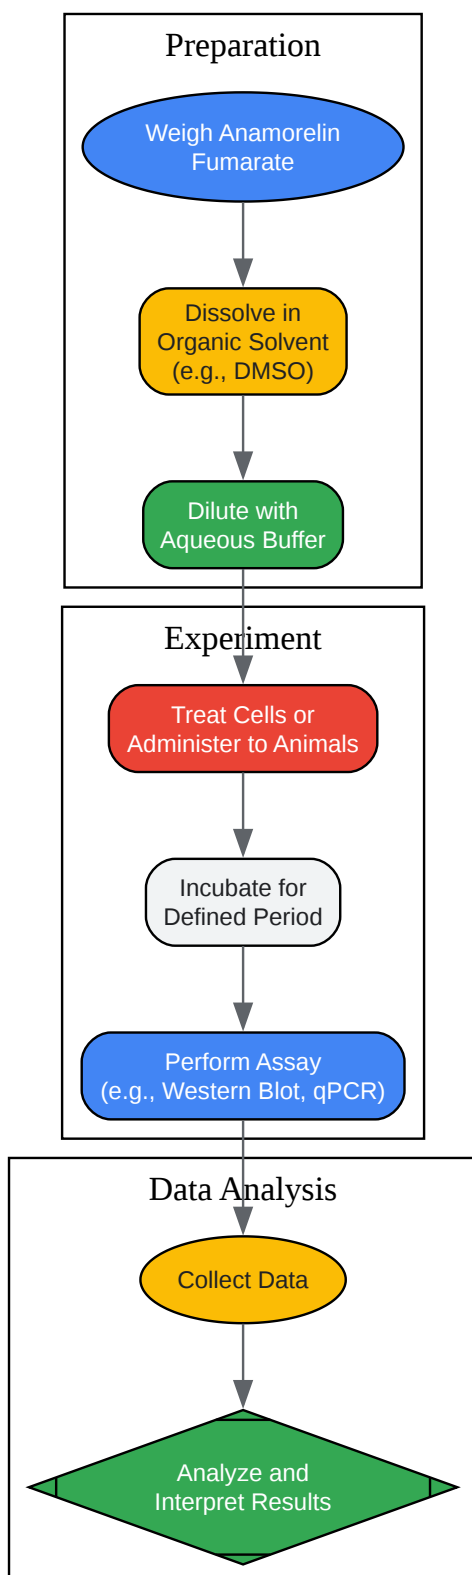 Preparation
Weigh Anamorelin
Fumarate
Dissolve in
Organic Solvent
(e.g., DMSO)
Dilute with
Aqueous Buffer
Experiment
Treat Cells or
Administer to Animals
Incubate for
Defined Period
Perform Assay
(e.g., Western Blot, qPCR)
Data Analysis
Collect Data
Analyze and
Interpret Results